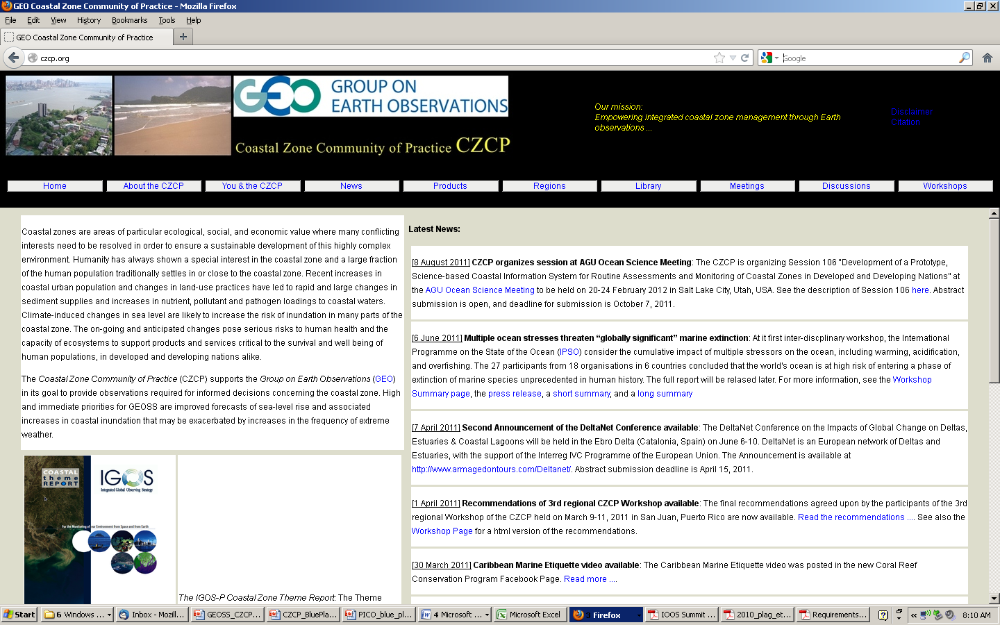 GEO Coastal Zone Community of Practice - Mozilla Firefox
File Edit View History Bookmarks Tools Help
GEO Coastal Zone Community of Practice
czcp.org
Google
GEO
GROUP ON
EARTH OBSERVATIONS
Coastal Zone Community of Practice CZCP
Our mission:
Empowering integrated coastal zone management through Earth
observations ...
Disclaimer
Citation
Home About the CZCP You & the CZCP News Products Regions Library Meetings Discussions Workshops
Coastal zones are areas of particular ecological, social, and economic value where many conflicting
interests need to be resolved in order to ensure a sustainable development of this highly complex
environment. Humanity has always shown a special interest in the coastal zone and a large fraction
of the human population traditionally settles in or close to the coastal zone. Recent increases in
coastal urban population and changes in land-use practices have led to rapid and large changes in
sediment supplies and increases in nutrient, pollutant and pathogen loadings to coastal waters.
Climate-induced changes in sea level are likely to increase the risk of inundation in many parts of the
coastal zone. The on-going and anticipated changes pose serious risks to human health and the
capacity of ecosystems to support products and services critical to the survival and well being of
human populations, in developed and developing nations alike.
The Coastal Zone Community of Practice (CZCP) supports the Group on Earth Observations (GEO)
in its goal to provide observations required for informed decisions concerning the coastal zone. High
and immediate priorities for GEOSS are improved forecasts of sea-level rise and associated
increases in coastal inundation that may be exacerbated by increases in the frequency of extreme
weather.
COASTAL
theme
REPORT
IGOS
Integrated Global Observing Strategy
For the Monitoring of our Environment from Space and from Earth
The IGOS-P Coastal Zone Theme Report: The Theme
Latest News:
[8 August 2011] CZCP organizes session at AGU Ocean Science Meeting: The CZCP is organizing Session 106 "Development of a Prototype,
Science-based Coastal Information System for Routine Assessments and Monitoring of Coastal Zones in Developed and Developing Nations" at
the AGU Ocean Science Meeting to be held on 20-24 February 2012 in Salt Lake City, Utah, USA. See the description of Session 106 here. Abstract
submission is open, and deadline for submission is October 7, 2011.
[6 June 2011] Multiple ocean stresses threaten “globally significant” marine extinction: At it first inter-discplinary workshop, the International
Programme on the State of the Ocean (IPSO) consider the cumulative impact of multiple stressors on the ocean, including warming, acidification,
and overfishing. The 27 participants from 18 organisations in 6 countries concluded that the world's ocean is at high risk of entering a phase of
extinction of marine species unprecedented in human history. The full report will be relased later. For more information, see the Workshop
Summary page, the press release, a short summary, and a long summary
[7 April 2011] Second Announcement of the DeltaNet Conference available: The DeltaNet Conference on the Impacts of Global Change on Deltas,
Estuaries & Coastal Lagoons will be held in the Ebro Delta (Catalonia, Spain) on June 6-10. DeltaNet is an European network of Deltas and
Estuaries, with the support of the Interreg IVC Programme of the European Union. The Announcement is available at
http://www.armagedontours.com/Deltanet/. Abstract submission deadline is April 15, 2011.
[1 April 2011] Recommendations of 3rd regional CZCP Workshop available: The final recommendations agreed upon by the participants of the 3rd
regional Workshop of the CZCP held on March 9-11, 2011 in San Juan, Puerto Rico are now available. Read the recommendations .... See also the
Workshop Page for a html version of the recommendations.
[30 March 2011] Caribbean Marine Etiquette video available: The Caribbean Marine Etiquette video was posted in the new Coral Reef
Conservation Program Facebook Page. Read more ....
Start 6 Windows ... Inbox - Mozill... GEOSS_CZCP... CZCP_BluePla... PICO_blue_pl... 4 Microsoft ... Microsoft Excel 3 Firefox IOOS Summit ... 2010_plag_et... Requirements... 8:10 AM